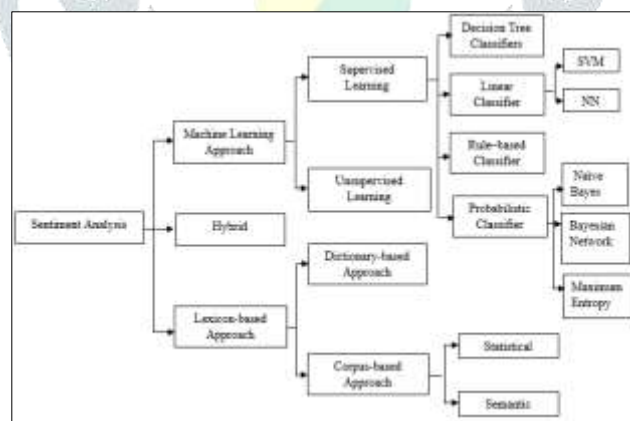 Sentiment Analysis
Machine Learning
Approach
Hybrid
Lexicon-based
Approach
Supervised
Learning
Unsupervised
Learning
Dictionary-based
Approach
Corpus-based
Approach
Decision Tree
Classifiers
Linear
Classifier
Rule-based
Classifier
Probabilistic
Classifier
Statistical
Semantic
SVM
NN
Naive
Bayes
Bayesian
Network
Maximum
Entropy